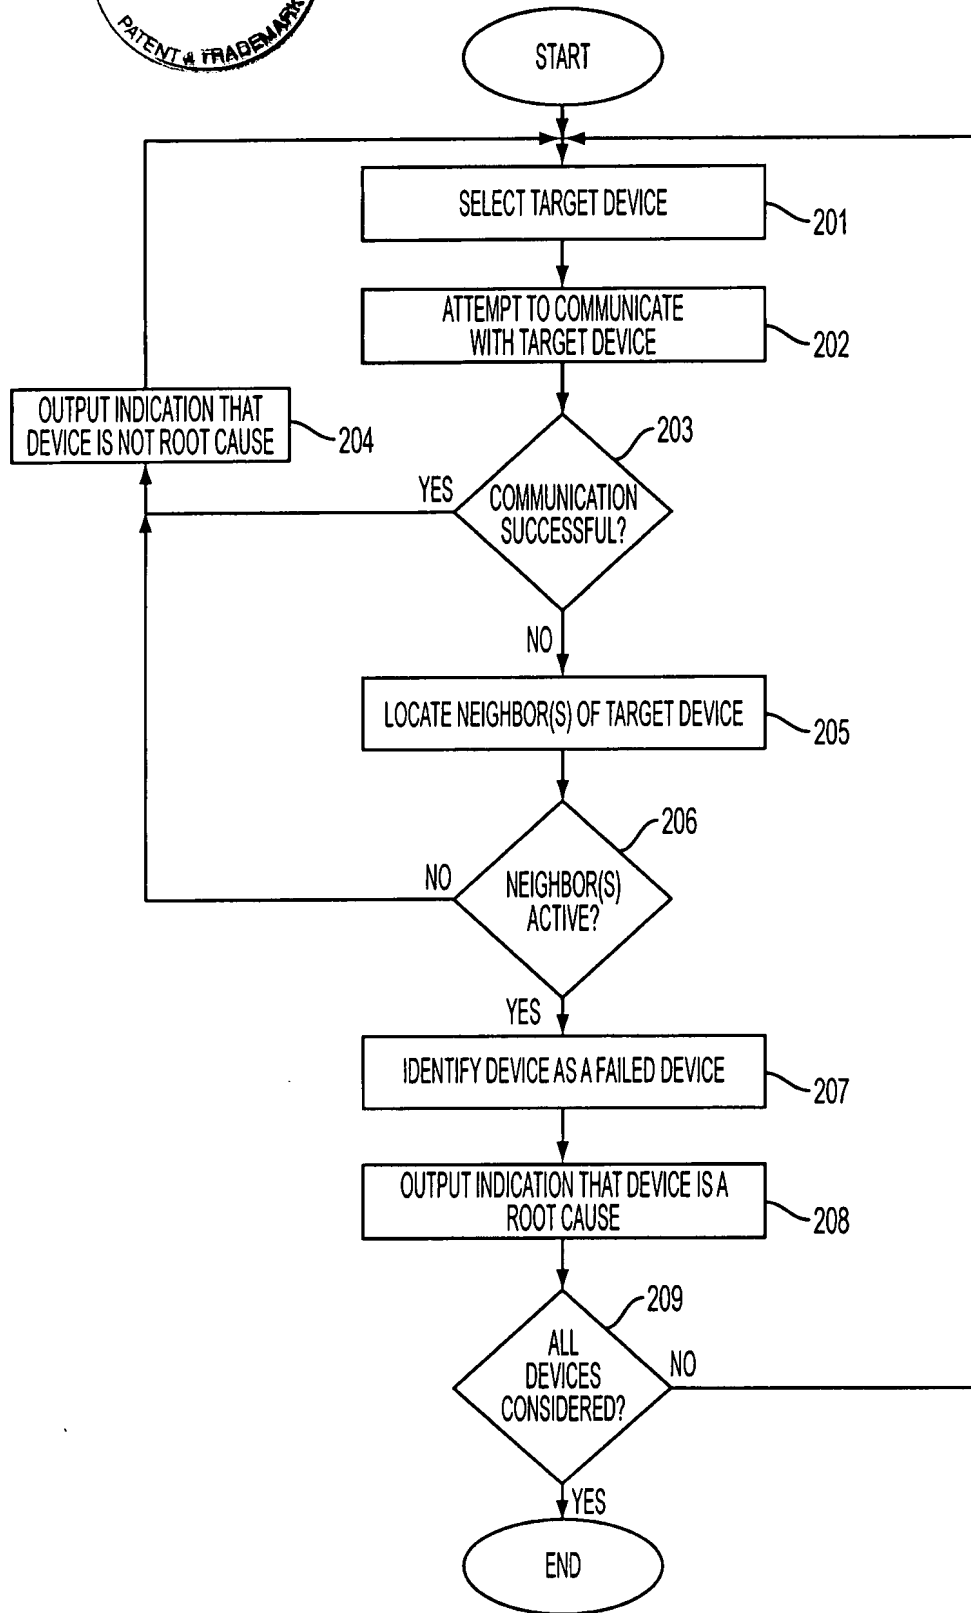 PATENT & TRADEMARK
START
SELECT TARGET DEVICE
201
ATTEMPT TO COMMUNICATE
WITH TARGET DEVICE
202
OUTPUT INDICATION THAT
DEVICE IS NOT ROOT CAUSE
204
203
YES
COMMUNICATION
SUCCESSFUL?
NO
LOCATE NEIGHBOR(S) OF TARGET DEVICE
205
206
NO
NEIGHBOR(S)
ACTIVE?
YES
IDENTIFY DEVICE AS A FAILED DEVICE
207
OUTPUT INDICATION THAT DEVICE IS A
ROOT CAUSE
208
209
ALL
DEVICES
CONSIDERED?
NO
YES
END